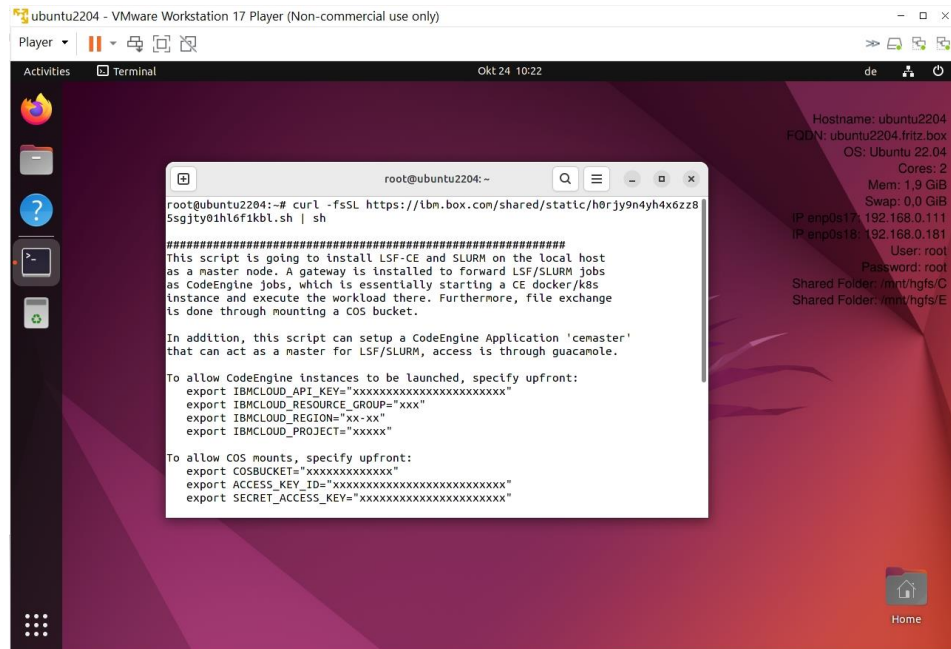 ubuntu2204 - VMware Workstation 17 Player (Non-commercial use only)
Player
Activities
Terminal
Okt 24 10:22
de
Hostname: ubuntu2204
FQDN: ubuntu2204.fritz.box
OS: Ubuntu 22.04
Cores: 2
Mem: 1,9 GiB
Swap: 0,0 GiB
IP enp0s17: 192.168.0.111
IP enp0s18: 192.168.0.181
User: root
Password: root
Shared Folder: /mnt/hgfs/C
Shared Folder: /mnt/hgfs/E
root@ubuntu2204: ~
root@ubuntu2204:~# curl -fsSL https://ibm.box.com/shared/static/h0rjy9n4yh4x6zz8
5sgjty01hl6f1kbl.sh | sh
############################################################
This script is going to install LSF-CE and SLURM on the local host
as a master node. A gateway is installed to forward LSF/SLURM jobs
as CodeEngine jobs, which is essentially starting a CE docker/k8s
instance and execute the workload there. Furthermore, file exchange
is done through mounting a COS bucket.
In addition, this script can setup a CodeEngine Application 'cemaster'
that can act as a master for LSF/SLURM, access is through guacamole.
To allow CodeEngine instances to be launched, specify upfront:
export IBMCLOUD_API_KEY="xxxxxxxxxxxxxxxxxxxxxxx"
export IBMCLOUD_RESOURCE_GROUP="xxx"
export IBMCLOUD_REGION="xx-xx"
export IBMCLOUD_PROJECT="xxxxx"
To allow COS mounts, specify upfront:
export COSBUCKET="xxxxxxxxxxxxx"
export ACCESS_KEY_ID="xxxxxxxxxxxxxxxxxxxxxxxxxx"
export SECRET_ACCESS_KEY="xxxxxxxxxxxxxxxxxxxxxx"
Home